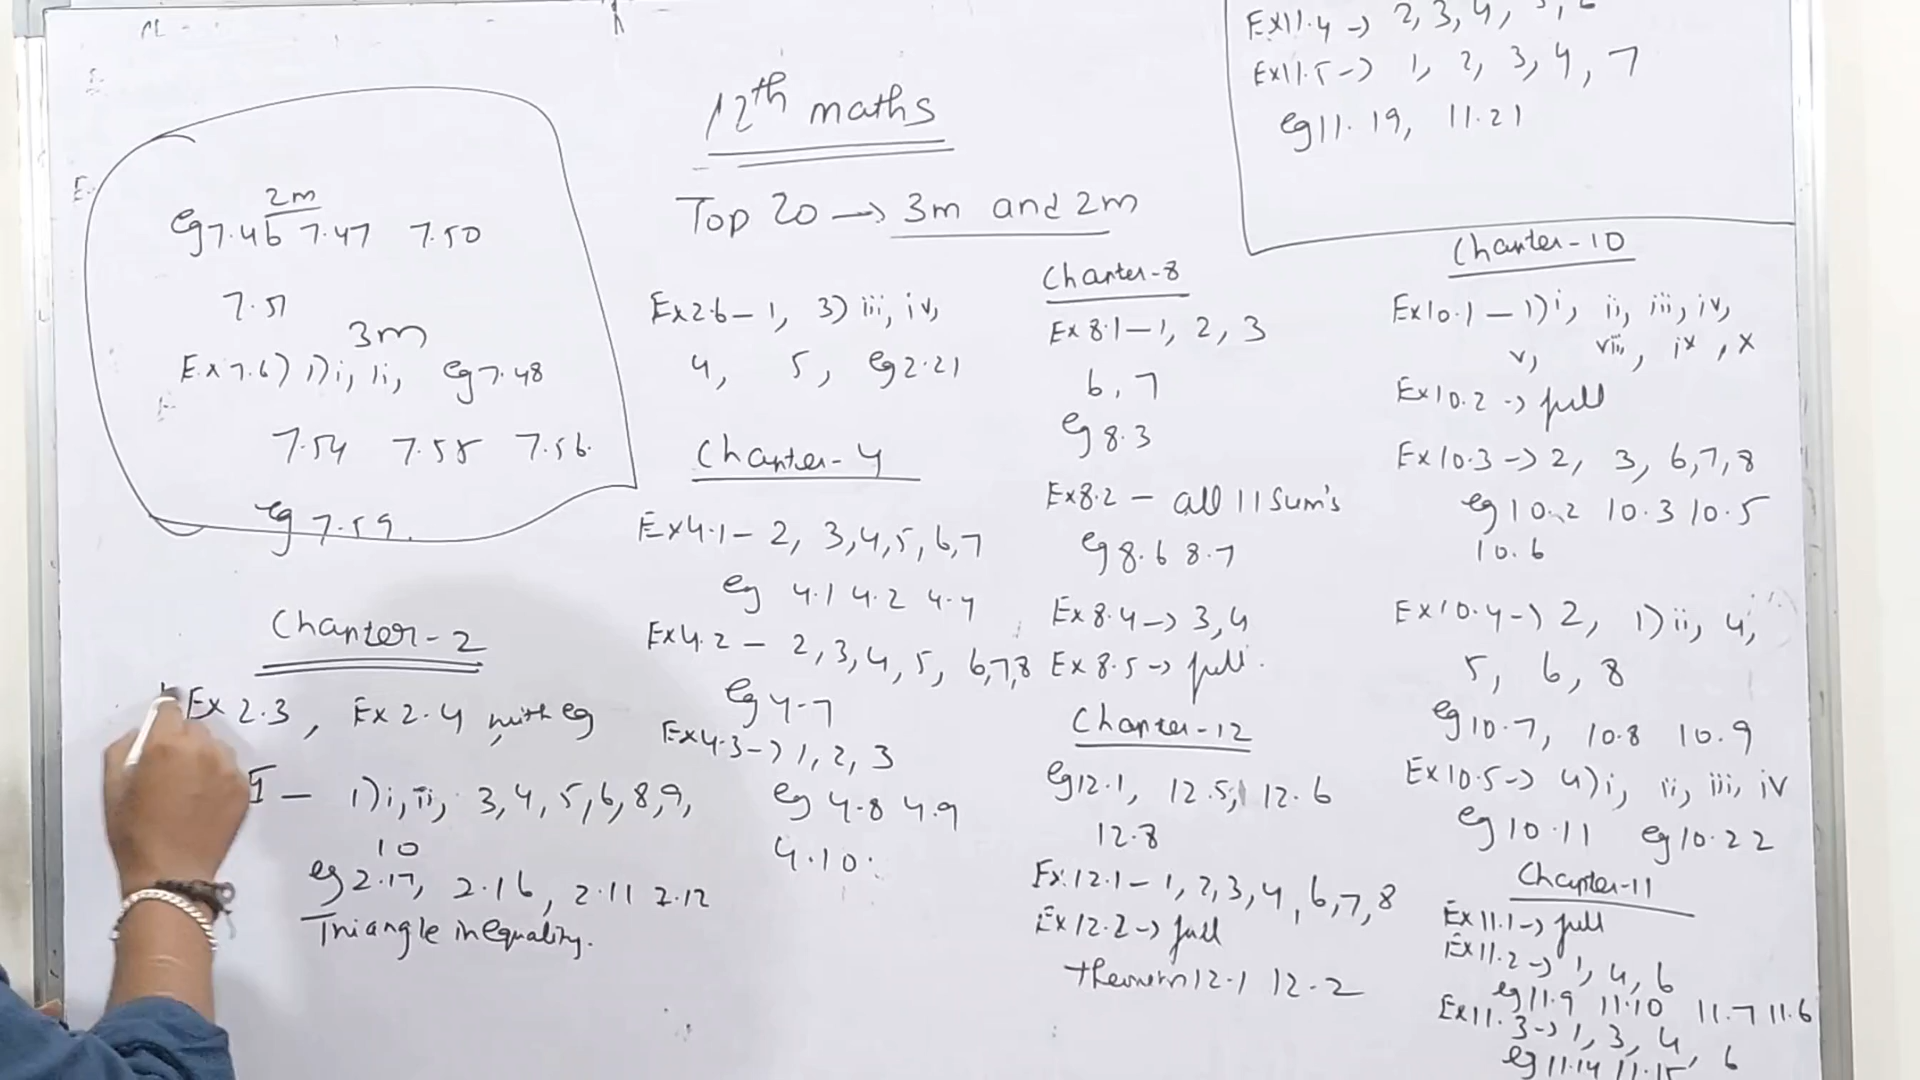 12th maths
Top 20 → 3m and 2m
2m
eg 7.46 7.47 7.50
7.51
3m
Ex 7.6) 1) i, ii, eg 7.48
7.54 7.55 7.56.
eg 7.59.
Chapter-2
Ex 2.3, Ex 2.4 with eg
1) i, ii, 3, 4, 5, 6, 8, 9,
10
eg 2.17, 2.16, 2.11 2.12
Triangle inequality.
Ex 2.6 – 1, 3) iii, iv,
4, 5, eg 2.21
Chapter-4
Ex 4.1 – 2, 3, 4, 5, 6, 7
eg 4.1 4.2 4.4
Ex 4.2 – 2, 3, 4, 5, 6, 7, 8
eg 4.7
Ex 4.3 → 1, 2, 3
eg 4.8 4.9
4.10.
Chapter-8
Ex 8.1 – 1, 2, 3
6, 7
eg 8.3
Ex 8.2 – all 11 sum's
eg 8.6 8.7
Ex 8.4 → 3, 4
Ex 8.5 → full.
Chapter-12
eg 12.1, 12.5, 12.6
12.8
Ex 12.1 – 1, 2, 3, 4, 6, 7, 8
Ex 12.2 → full
theorem 12.1 12.2
Ex 11.4 → 2, 3, 4,
Ex 11.5 → 1, 2, 3, 4, 7
eg 11.19, 11.21
Chapter-10
Ex 10.1 – 1) i, ii, iii, iv,
v, viii, ix, x
Ex 10.2 → full
Ex 10.3 → 2, 3, 6, 7, 8
eg 10.2 10.3 10.5
10.6
Ex 10.4 → 2, 1) ii, 4,
5, 6, 8
eg 10.7, 10.8 10.9
Ex 10.5 → 4) i, ii, iii, iv
eg 10.11 eg 10.22
Chapter-11
Ex 11.1 → full
Ex 11.2 → 1, 4, 6
eg 11.9 11.10 11.7 11.6
Ex 11.3 → 1, 3, 4, 6
eg 11.14 11.15